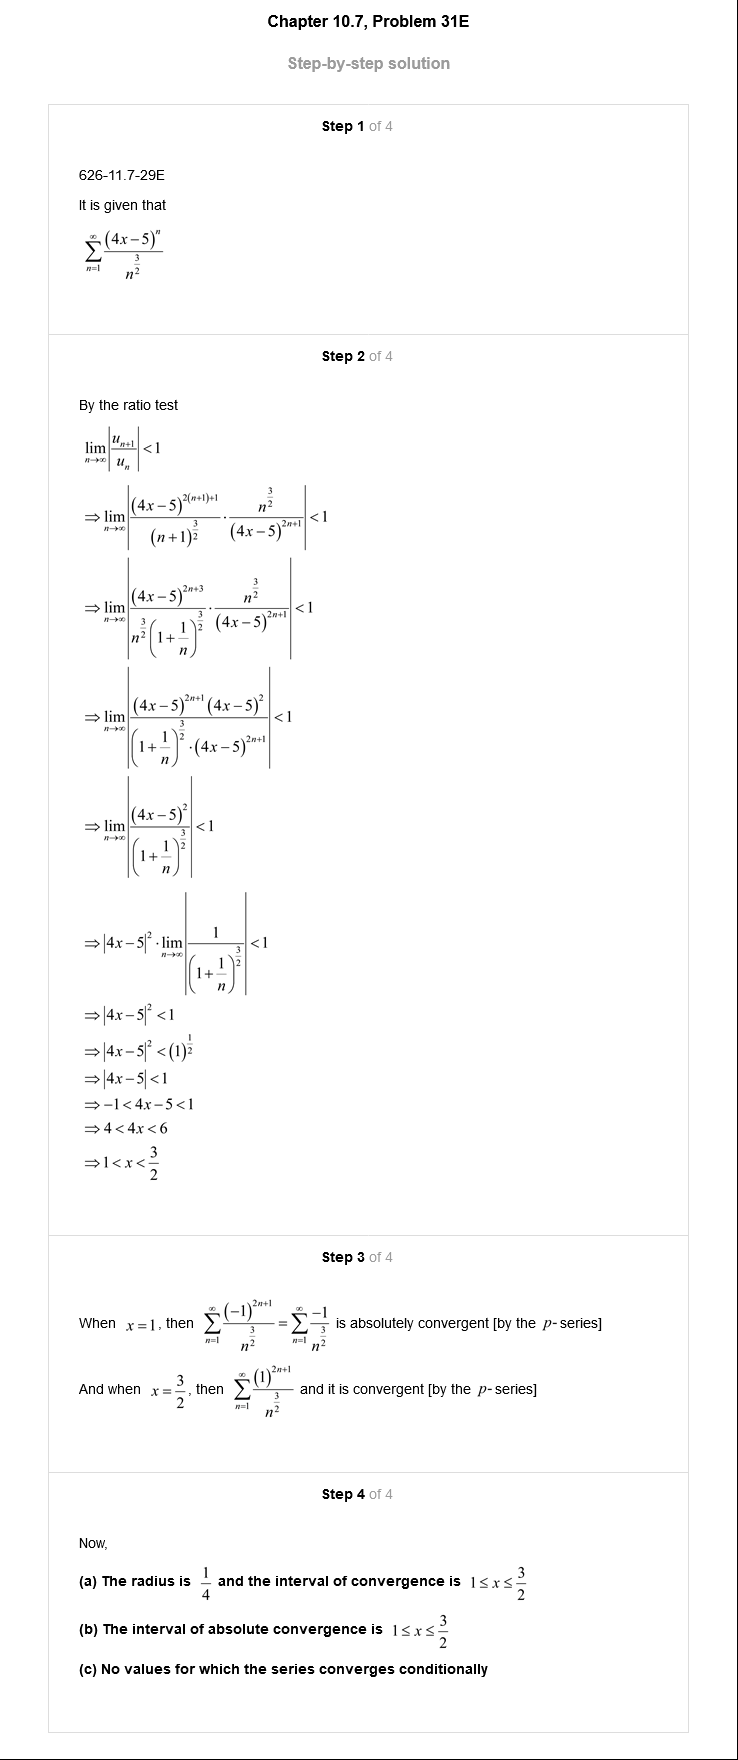 Chapter 10.7, Problem 31E
Step-by-step solution
Step 1 of 4
626-11.7-29E
It is given that
$\sum_{n=1}^{\infty} \frac{(4x-5)^n}{n^{\frac{3}{2}}}$
Step 2 of 4
By the ratio test
$\lim_{n\to\infty} \left| \frac{u_{n+1}}{u_n} \right| < 1$
$\Rightarrow \lim_{n\to\infty} \left| \frac{(4x-5)^{2(n+1)+1}}{(n+1)^{\frac{3}{2}}} \cdot \frac{n^{\frac{3}{2}}}{(4x-5)^{2n+1}} \right| < 1$
$\Rightarrow \lim_{n\to\infty} \left| \frac{(4x-5)^{2n+3}}{n^{\frac{3}{2}} \left(1+\frac{1}{n}\right)^{\frac{3}{2}}} \cdot \frac{n^{\frac{3}{2}}}{(4x-5)^{2n+1}} \right| < 1$
$\Rightarrow \lim_{n\to\infty} \left| \frac{(4x-5)^{2n+1} (4x-5)^2}{\left(1+\frac{1}{n}\right)^{\frac{3}{2}} \cdot (4x-5)^{2n+1}} \right| < 1$
$\Rightarrow \lim_{n\to\infty} \left| \frac{(4x-5)^2}{\left(1+\frac{1}{n}\right)^{\frac{3}{2}}} \right| < 1$
$\Rightarrow |4x-5|^2 \cdot \lim_{n\to\infty} \left| \frac{1}{\left(1+\frac{1}{n}\right)^{\frac{3}{2}}} \right| < 1$
$\Rightarrow |4x-5|^2 < 1$
$\Rightarrow |4x-5|^2 < (1)^{\frac{1}{2}}$
$\Rightarrow |4x-5| < 1$
$\Rightarrow -1 < 4x-5 < 1$
$\Rightarrow 4 < 4x < 6$
$\Rightarrow 1 < x < \frac{3}{2}$
Step 3 of 4
When $x=1$, then $\sum_{n=1}^{\infty} \frac{(-1)^{2n+1}}{n^{\frac{3}{2}}} = \sum_{n=1}^{\infty} \frac{-1}{n^{\frac{3}{2}}}$ is absolutely convergent [by the $p$-series]
And when $x=\frac{3}{2}$, then $\sum_{n=1}^{\infty} \frac{(1)^{2n+1}}{n^{\frac{3}{2}}}$ and it is convergent [by the $p$-series]
Step 4 of 4
Now,
(a) The radius is $\frac{1}{4}$ and the interval of convergence is $1 \le x \le \frac{3}{2}$
(b) The interval of absolute convergence is $1 \le x \le \frac{3}{2}$
(c) No values for which the series converges conditionally